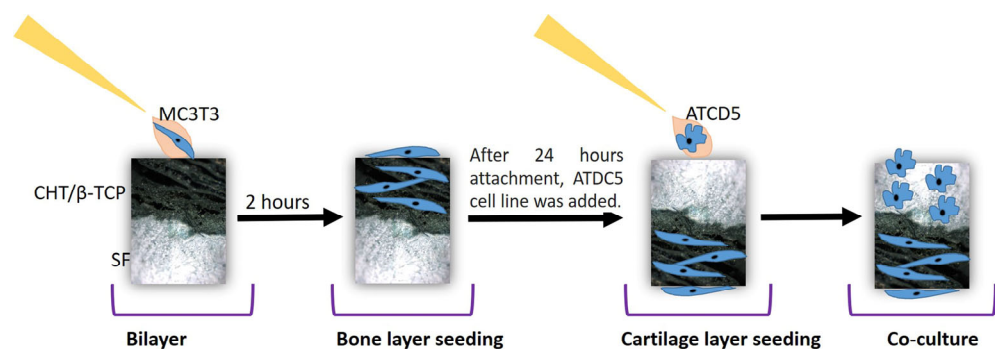 MC3T3
ATCD5
CHT/β-TCP
SF
2 hours
After 24 hours
attachment, ATDC5
cell line was added.
Bilayer
Bone layer seeding
Cartilage layer seeding
Co-culture